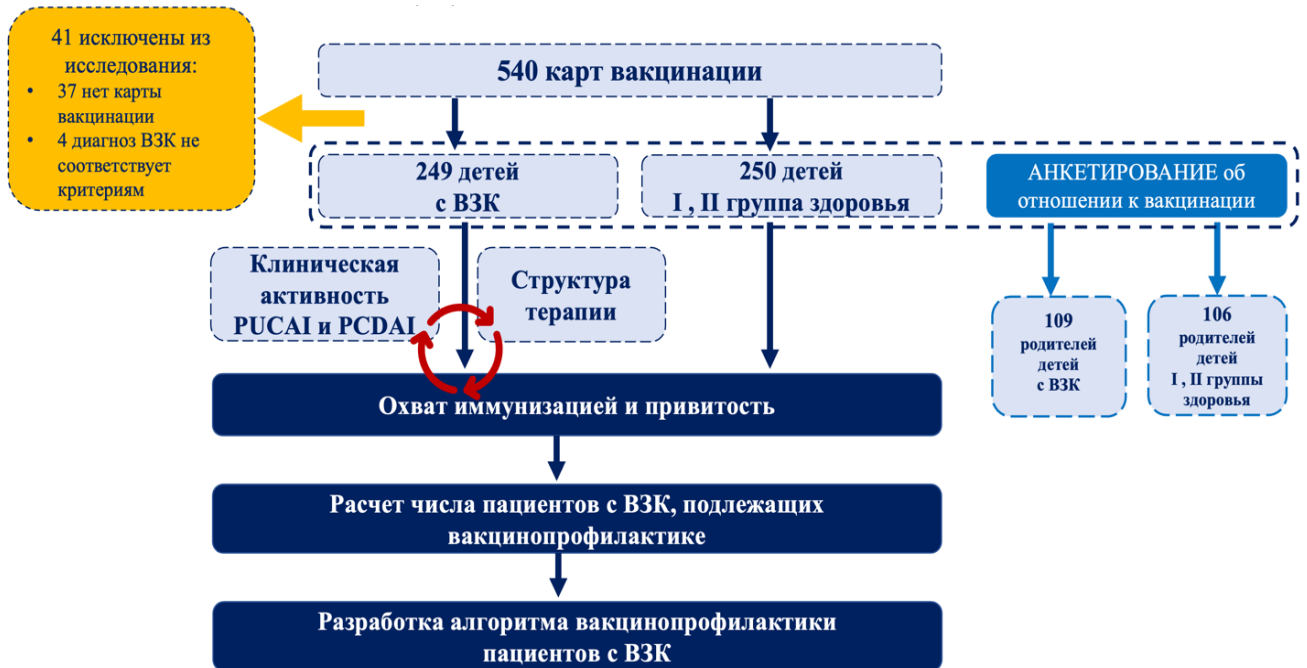 41 исключены из
исследования:
• 37 нет карты
вакцинации
• 4 диагноз ВЗК не
соответствует
критериям
540 карт вакцинации
249 детей
с ВЗК
250 детей
I , II группа здоровья
АНКЕТИРОВАНИЕ об
отношении к вакцинации
Клиническая
активность
PUCAI и PCDAI
Структура
терапии
109
родителей
детей
с ВЗК
106
родителей
детей
I , II группы
здоровья
Охват иммунизацией и привитость
Расчет числа пациентов с ВЗК, подлежащих
вакцинопрофилактике
Разработка алгоритма вакцинопрофилактики
пациентов с ВЗК